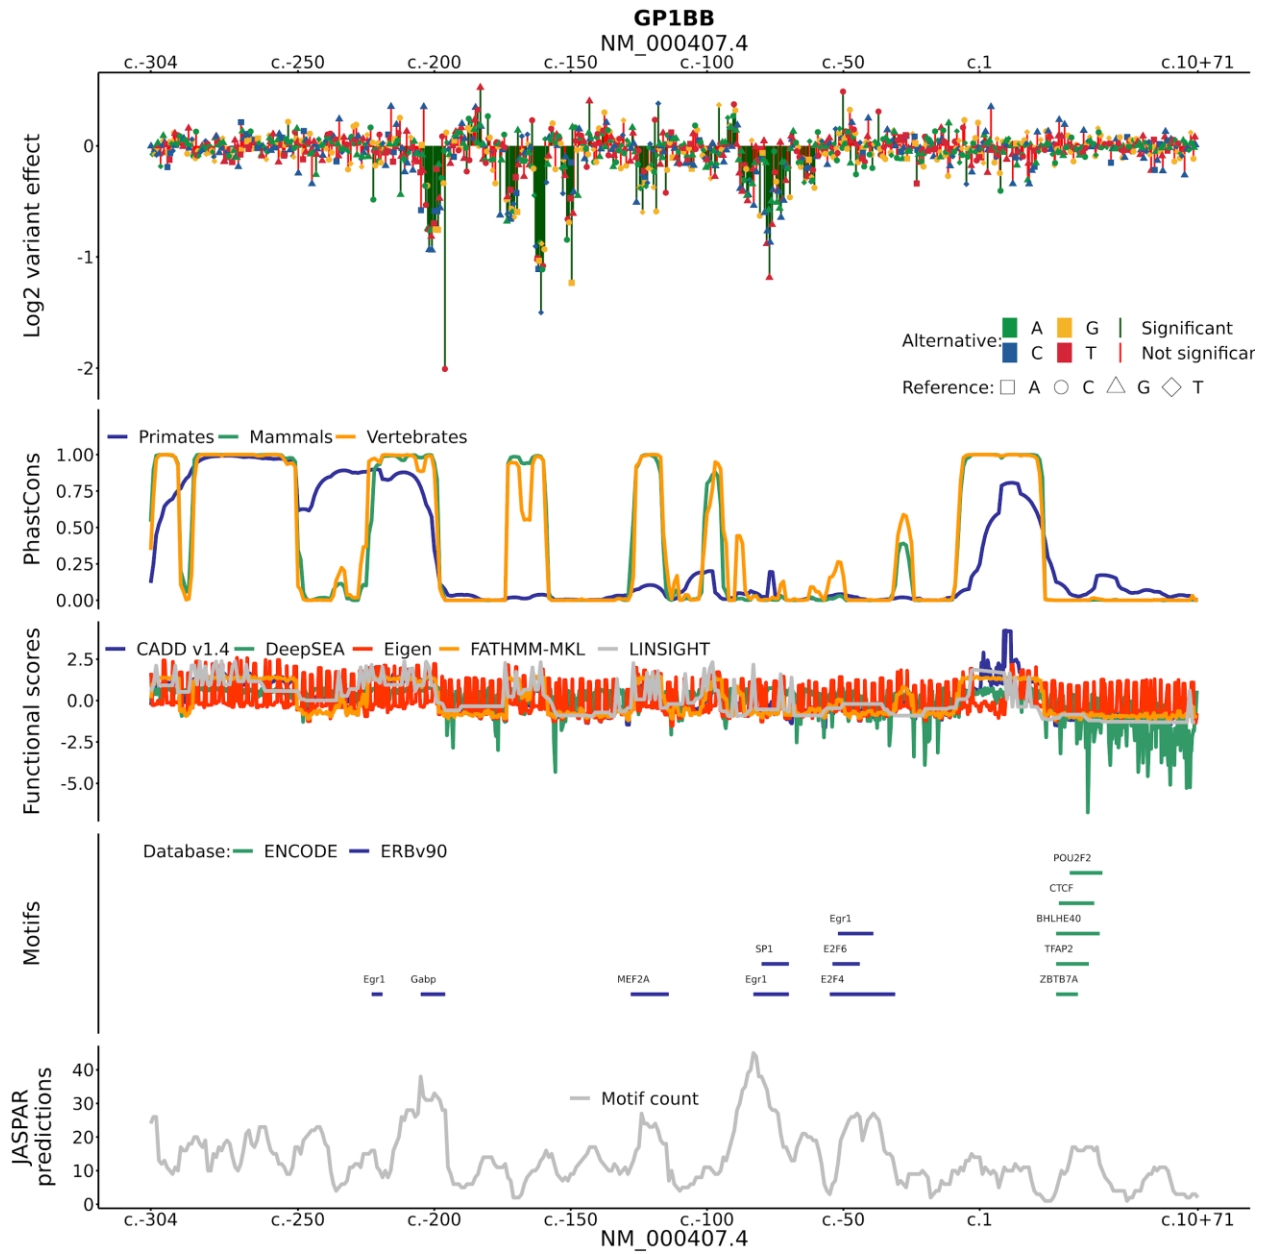 GP1BB
NM_000407.4
c.-304 c.-250 c.-200 c.-150 c.-100 c.-50 c.1 c.10+71
Log2 variant effect
0
-1
-2
Alternative: A G Significant
C T Not significar
Reference: A C G T
PhastCons
Primates Mammals Vertebrates
1.00
0.75
0.50
0.25
0.00
Functional scores
CADD v1.4 DeepSEA Eigen FATHMM-MKL LINSIGHT
2.5
0.0
-2.5
-5.0
Motifs
Database: ENCODE ERBv90
POU2F2
CTCF
Egr1 BHLHE40
SP1 E2F6 TFAP2
Egr1 Gabp MEF2A Egr1 E2F4 ZBTB7A
JASPAR
predictions
40
30
Motif count
20
10
0
c.-304 c.-250 c.-200 c.-150 c.-100 c.-50 c.1 c.10+71
NM_000407.4